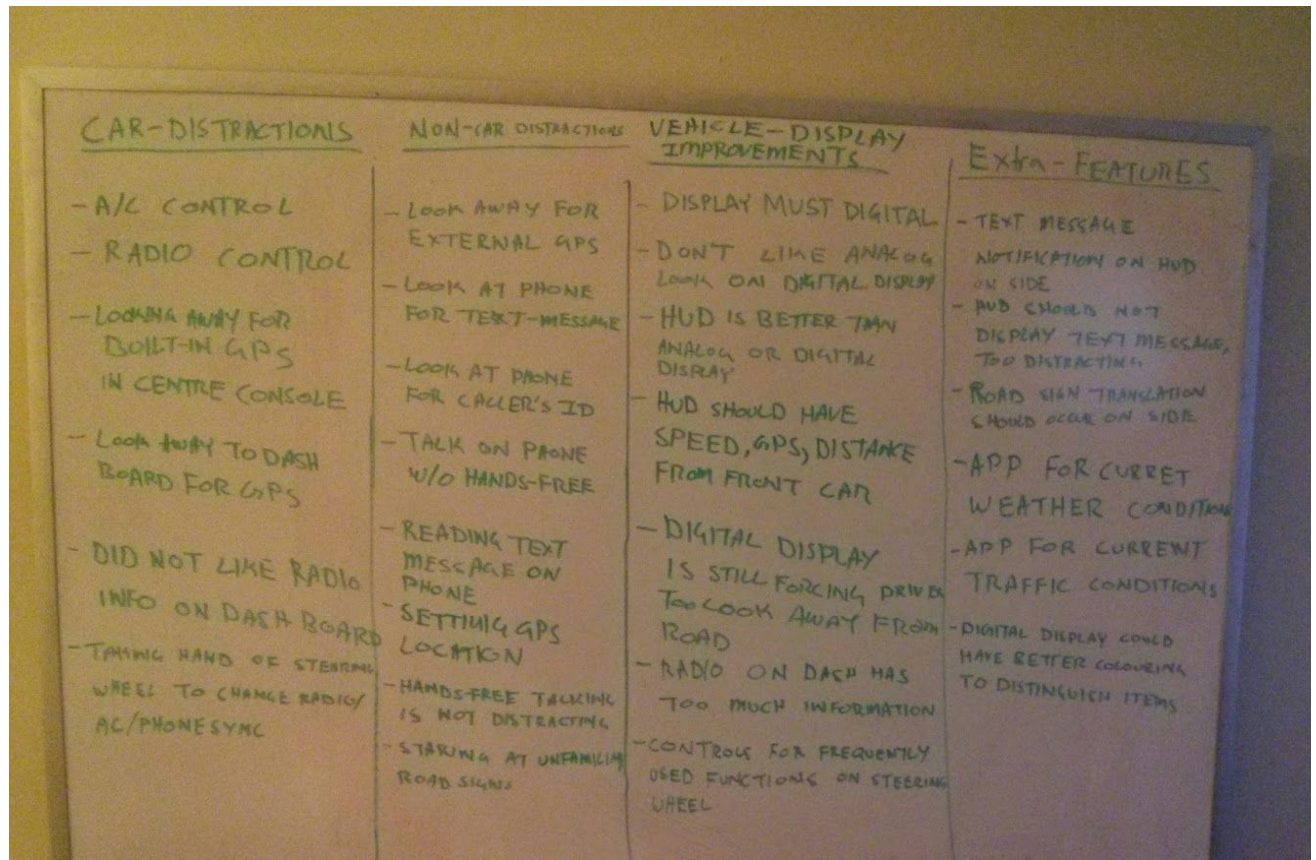 CAR-DISTRACTIONS
- A/C CONTROL
- RADIO CONTROL
- LOOKING AWAY FOR
BUILT-IN GPS
IN CENTRE CONSOLE
- LOOK AWAY TO DASH
BOARD FOR GPS
- DID NOT LIKE RADIO
INFO ON DASH BOARD
- TAKING HAND OF STEARING
WHEEL TO CHANGE RADIO/
AC/PHONESYNC
NON-CAR DISTRACTIONS
- LOOK AWAY FOR
EXTERNAL GPS
- LOOK AT PHONE
FOR TEXT-MESSAGE
- LOOK AT PHONE
FOR CALLER'S ID
- TALK ON PHONE
W/O HANDS-FREE
- READING TEXT
MESSAGE ON
PHONE
- SETTING GPS
LOCATION
- HANDS-FREE TALKING
IS NOT DISTRACTING
- STARING AT UNFAMILIAR
ROAD SIGNS
VEHICLE-DISPLAY
IMPROVEMENTS
- DISPLAY MUST DIGITAL
- DON'T LIKE ANALOG
LOOK ON DIGITAL DISPLAY
- HUD IS BETTER THAN
ANALOG OR DIGITAL
DISPLAY
- HUD SHOULD HAVE
SPEED, GPS, DISTANCE
FROM FRONT CAR
- DIGITAL DISPLAY
IS STILL FORCING DRIVER
TOO LOOK AWAY FROM
ROAD
- RADIO ON DASH HAS
TOO MUCH INFORMATION
- CONTROLS FOR FREQUENTLY
USED FUNCTIONS ON STEERING
WHEEL
Extra-FEATURES
- TEXT MESSAGE
NOTIFICATION ON HUD
ON SIDE
- HUD SHOULD NOT
DISPLAY TEXT MESSAGE,
TOO DISTRACTING
- ROAD SIGN TRANSLATION
SHOULD OCCUR ON SIDE
- APP FOR CURRET
WEATHER CONDITIONS
- APP FOR CURRENT
TRAFFIC CONDITIONS
- DIGITAL DISPLAY COULD
HAVE BETTER COLOURING
TO DISTINGUISH ITEMS